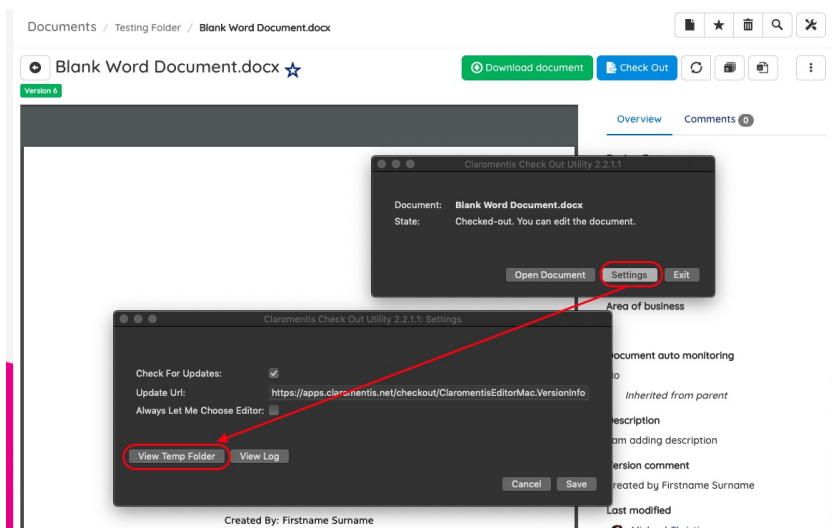 Documents / Testing Folder / Blank Word Document.docx
Blank Word Document.docx
Download document
Check Out
Version 6
Overview
Comments 0
Claromentis Check Out Utility 2.2.1.1
Document: Blank Word Document.docx
State: Checked-out. You can edit the document.
Open Document
Settings
Exit
Area of business
Claromentis Check Out Utility 2.2.1.1: Settings
Check For Updates:
Update Url: https://apps.claromentis.net/checkout/ClaromentisEditorMac.VersionInfo
Always Let Me Choose Editor:
View Temp Folder
View Log
Cancel
Save
ocument auto monitoring
Inherited from parent
escription
am adding description
ersion comment
reated by Firstname Surname
Last modified
Created By: Firstname Surname